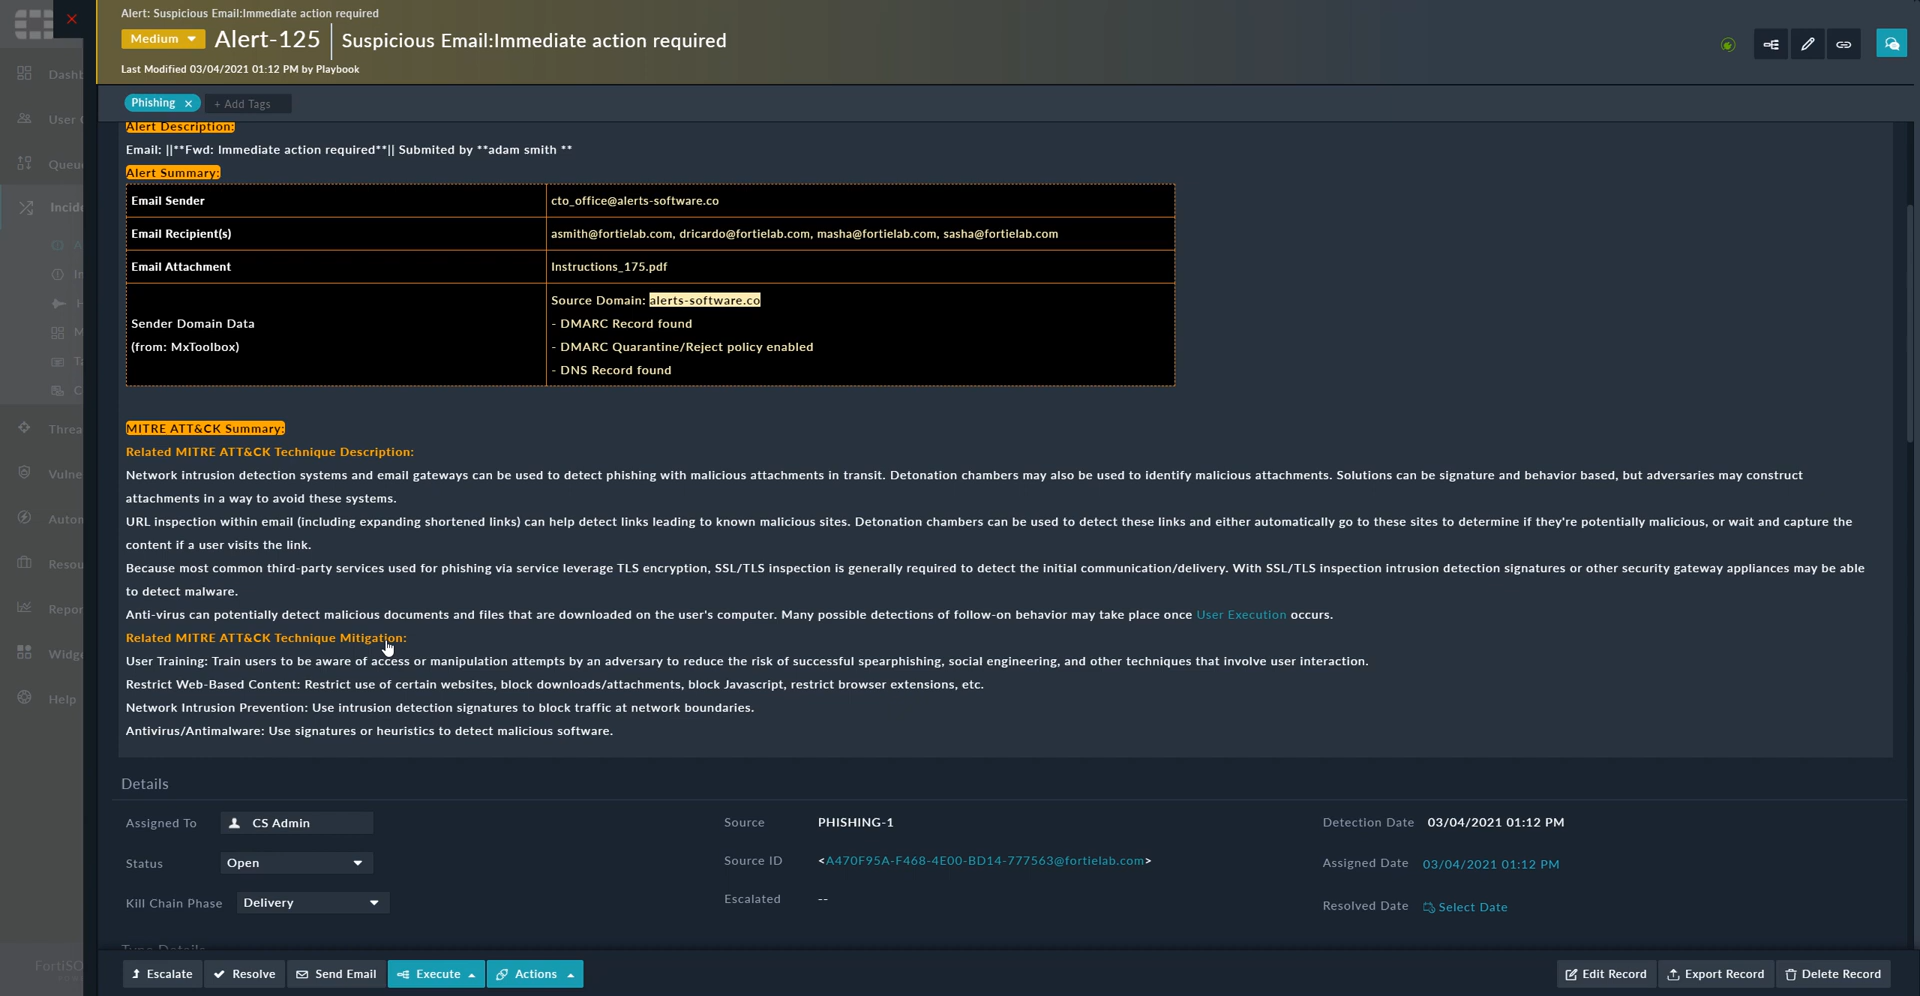 Alert: Suspicious Email:Immediate action required
Medium
Alert-125
Suspicious Email:Immediate action required
Last Modified 03/04/2021 01:12 PM by Playbook
Phishing ×
+ Add Tags
Alert Description:
Email: ||**Fwd: Immediate action required**|| Submited by **adam smith **
Alert Summary:
Email Sender
cto_office@alerts-software.co
Email Recipient(s)
asmith@fortielab.com, dricardo@fortielab.com, masha@fortielab.com, sasha@fortielab.com
Email Attachment
Instructions_175.pdf
Sender Domain Data
(from: MxToolbox)
Source Domain: alerts-software.co
- DMARC Record found
- DMARC Quarantine/Reject policy enabled
- DNS Record found
MITRE ATT&CK Summary:
Related MITRE ATT&CK Technique Description:
Network intrusion detection systems and email gateways can be used to detect phishing with malicious attachments in transit. Detonation chambers may also be used to identify malicious attachments. Solutions can be signature and behavior based, but adversaries may construct
attachments in a way to avoid these systems.
URL inspection within email (including expanding shortened links) can help detect links leading to known malicious sites. Detonation chambers can be used to detect these links and either automatically go to these sites to determine if they're potentially malicious, or wait and capture the
content if a user visits the link.
Because most common third-party services used for phishing via service leverage TLS encryption, SSL/TLS inspection is generally required to detect the initial communication/delivery. With SSL/TLS inspection intrusion detection signatures or other security gateway appliances may be able
to detect malware.
Anti-virus can potentially detect malicious documents and files that are downloaded on the user's computer. Many possible detections of follow-on behavior may take place once User Execution occurs.
Related MITRE ATT&CK Technique Mitigation:
User Training: Train users to be aware of access or manipulation attempts by an adversary to reduce the risk of successful spearphishing, social engineering, and other techniques that involve user interaction.
Restrict Web-Based Content: Restrict use of certain websites, block downloads/attachments, block Javascript, restrict browser extensions, etc.
Network Intrusion Prevention: Use intrusion detection signatures to block traffic at network boundaries.
Antivirus/Antimalware: Use signatures or heuristics to detect malicious software.
Details
Assigned To
CS Admin
Source
PHISHING-1
Detection Date
03/04/2021 01:12 PM
Status
Open
Source ID
<A470F95A-F468-4E00-BD14-777563@fortielab.com>
Assigned Date
03/04/2021 01:12 PM
Kill Chain Phase
Delivery
Escalated
--
Resolved Date
Select Date
Type Details
Escalate
Resolve
Send Email
Execute
Actions
Edit Record
Export Record
Delete Record
Help